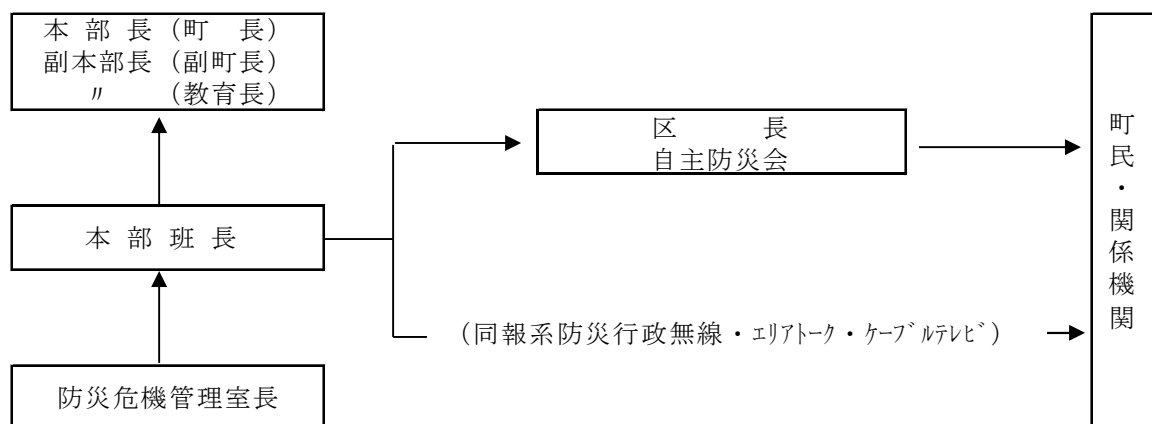 本 部 長 (町　長)
副本部長 (副町長)
〃　　(教育長)
区　　　長
自主防災会
本 部 班 長
(同報系防災行政無線・エリアトーク・ケーブルテレビ)
防災危機管理室長
町民・関係機関